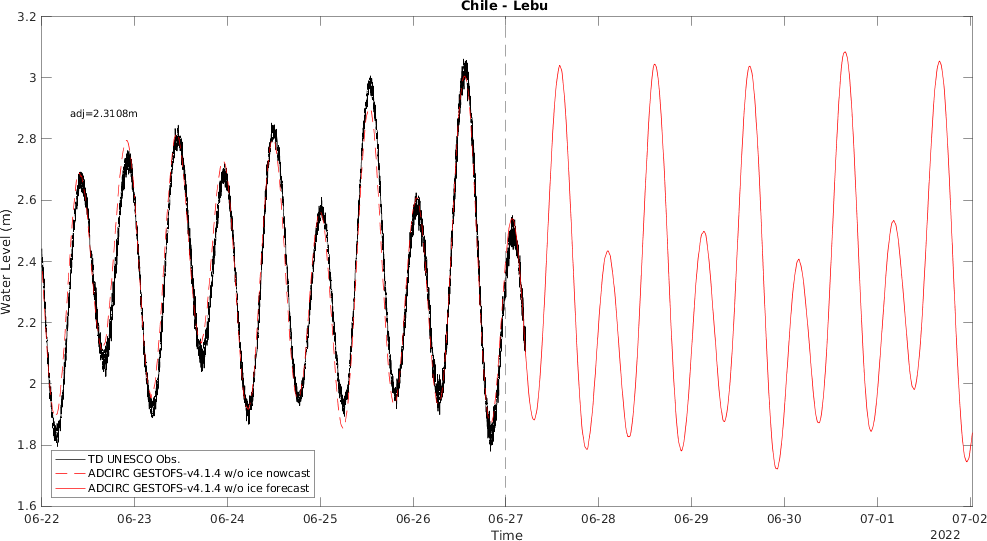 Chile - Lebu
3.2
3
2.8
2.6
2.4
2.2
2
1.8
1.6
Water Level (m)
adj=2.3108m
TD UNESCO Obs.
ADCIRC GESTOFS-v4.1.4 w/o ice nowcast
ADCIRC GESTOFS-v4.1.4 w/o ice forecast
06-22 06-23 06-24 06-25 06-26 06-27 06-28 06-29 06-30 07-01 07-02
Time
2022